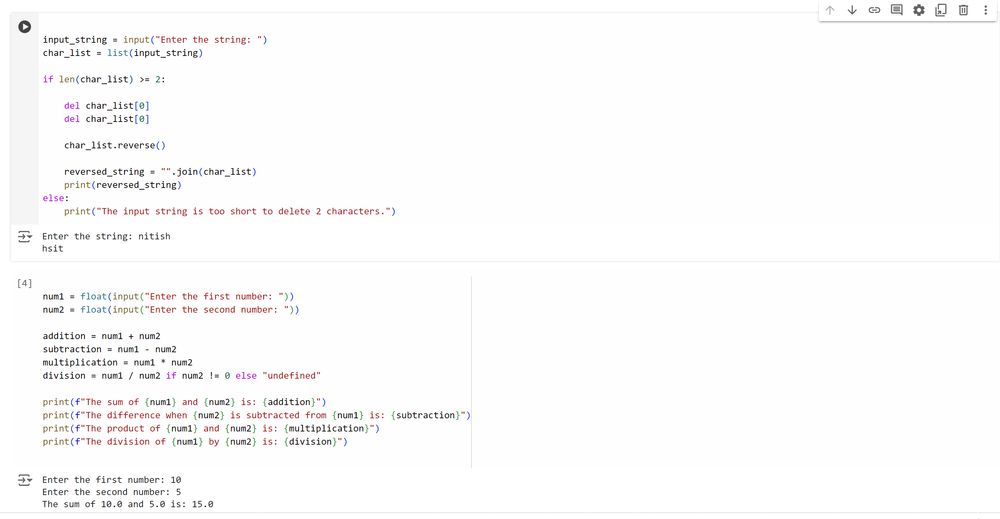 input_string = input("Enter the string: ")
char_list = list(input_string)
if len(char_list) >= 2:
    del char_list[0]
    del char_list[0]
    char_list.reverse()
    reversed_string = "".join(char_list)
    print(reversed_string)
else:
    print("The input string is too short to delete 2 characters.")
Enter the string: nitish
hsit
[4]
num1 = float(input("Enter the first number: "))
num2 = float(input("Enter the second number: "))
addition = num1 + num2
subtraction = num1 - num2
multiplication = num1 * num2
division = num1 / num2 if num2 != 0 else "undefined"
print(f"The sum of {num1} and {num2} is: {addition}")
print(f"The difference when {num2} is subtracted from {num1} is: {subtraction}")
print(f"The product of {num1} and {num2} is: {multiplication}")
print(f"The division of {num1} by {num2} is: {division}")
Enter the first number: 10
Enter the second number: 5
The sum of 10.0 and 5.0 is: 15.0